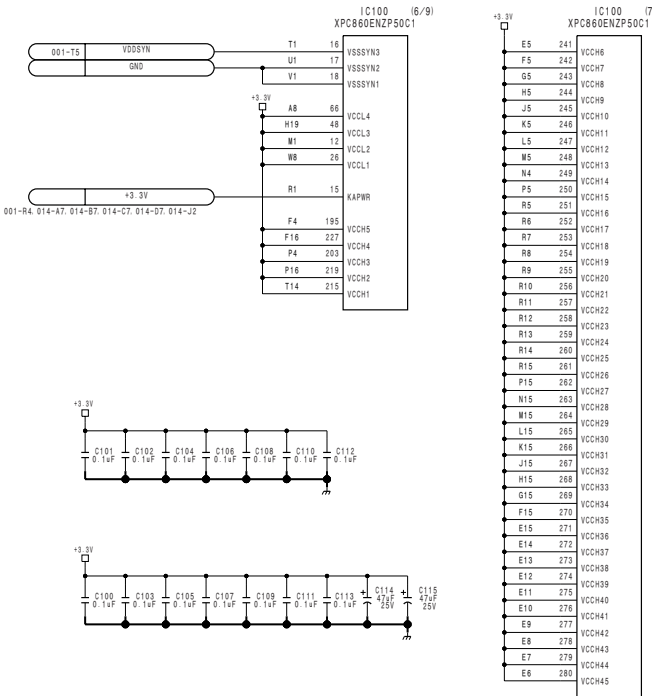 IC100 (6/9)
XPC860ENZP50C1
001-T5 VDDSYN T1 16 VSSSYN3
GND U1 17 VSSSYN2
V1 18 VSSSYN1
+3.3V
A8 66 VCCL4
H19 48 VCCL3
M1 12 VCCL2
W8 26 VCCL1
+3.3V R1 15 KAPWR
001-R4, 014-A7, 014-B7, 014-C7, 014-D7, 014-J2
F4 195 VCCH5
F16 227 VCCH4
P4 203 VCCH3
P16 219 VCCH2
T14 215 VCCH1
+3.3V
C101 0.1uF
C102 0.1uF
C104 0.1uF
C106 0.1uF
C108 0.1uF
C110 0.1uF
C112 0.1uF
+3.3V
C100 0.1uF
C103 0.1uF
C105 0.1uF
C107 0.1uF
C109 0.1uF
C111 0.1uF
C113 0.1uF
+ C114 47uF 25V
+ C115 47uF 25V
IC100 (7
XPC860ENZP50C1
+3.3V
E5 241 VCCH6
F5 242 VCCH7
G5 243 VCCH8
H5 244 VCCH9
J5 245 VCCH10
K5 246 VCCH11
L5 247 VCCH12
M5 248 VCCH13
N4 249 VCCH14
P5 250 VCCH15
R5 251 VCCH16
R6 252 VCCH17
R7 253 VCCH18
R8 254 VCCH19
R9 255 VCCH20
R10 256 VCCH21
R11 257 VCCH22
R12 258 VCCH23
R13 259 VCCH24
R14 260 VCCH25
R15 261 VCCH26
P15 262 VCCH27
N15 263 VCCH28
M15 264 VCCH29
L15 265 VCCH30
K15 266 VCCH31
J15 267 VCCH32
H15 268 VCCH33
G15 269 VCCH34
F15 270 VCCH35
E15 271 VCCH36
E14 272 VCCH37
E13 273 VCCH38
E12 274 VCCH39
E11 275 VCCH40
E10 276 VCCH41
E9 277 VCCH42
E8 278 VCCH43
E7 279 VCCH44
E6 280 VCCH45